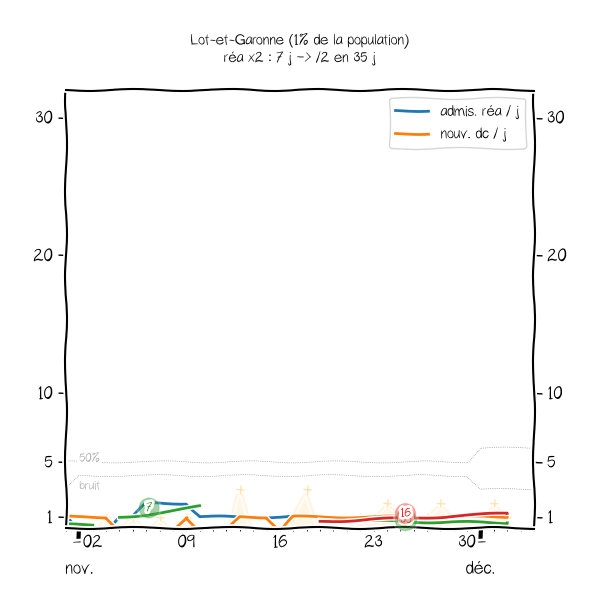 Lot-et-Garonne (1% de la population)
réa x2 : 7 j -> /2 en 35 j
admis. réa / j
nouv. dc / j
30
30
20
20
10
10
5
5
50%
bruit
7
16
1
1
02 09 16 23 30
nov. déc.